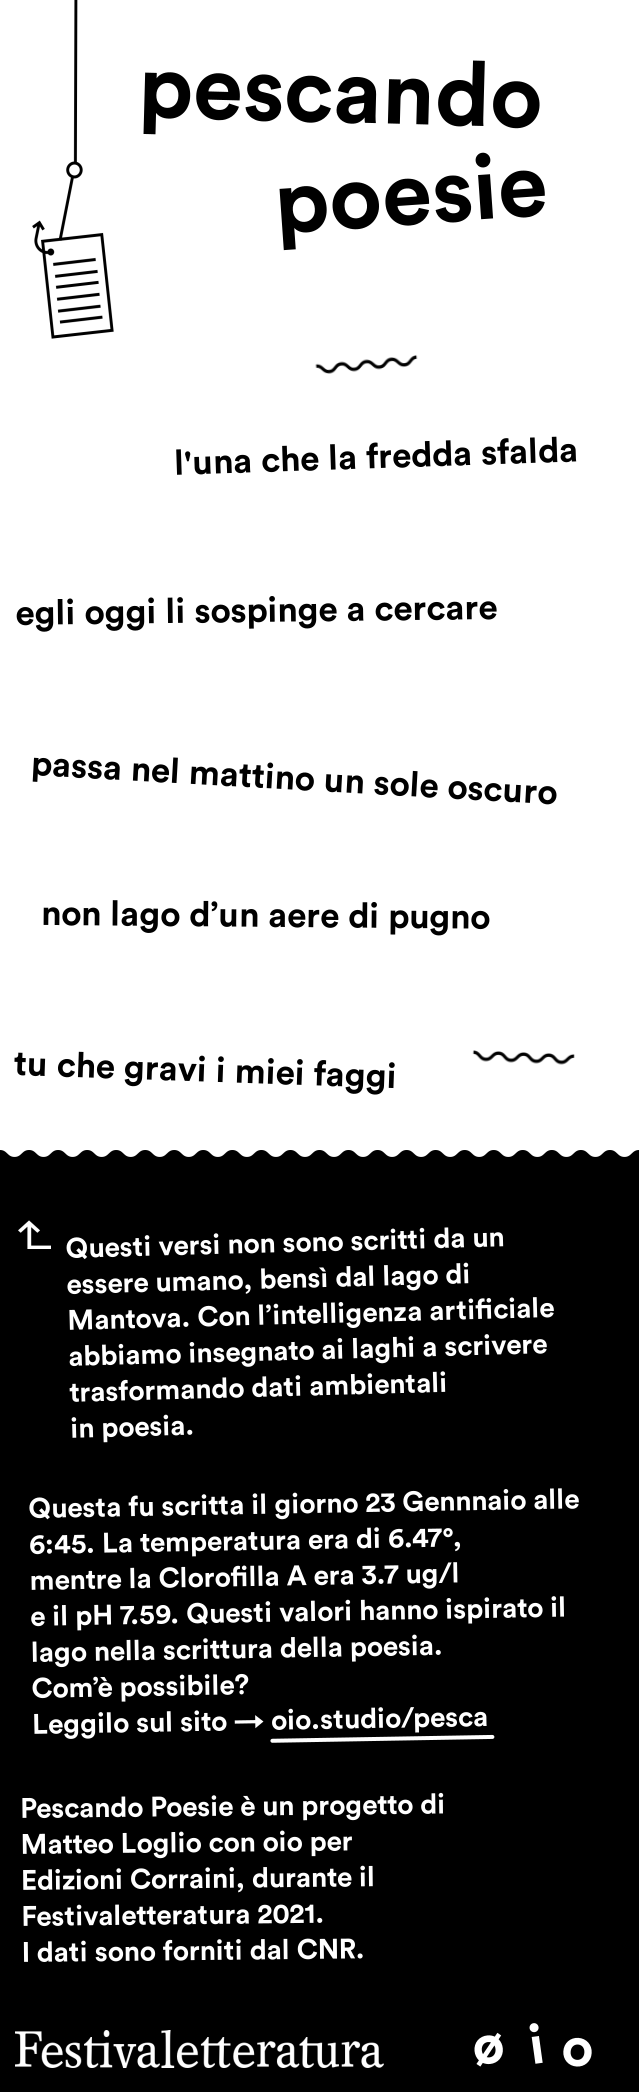 pescando
poesie
l'una che la fredda sfalda
egli oggi li sospinge a cercare
passa nel mattino un sole oscuro
non lago d’un aere di pugno
tu che gravi i miei faggi
Questi versi non sono scritti da un
essere umano, bensì dal lago di
Mantova. Con l’intelligenza artificiale
abbiamo insegnato ai laghi a scrivere
trasformando dati ambientali
in poesia.
Questa fu scritta il giorno 23 Gennnaio alle
6:45. La temperatura era di 6.47°,
mentre la Clorofilla A era 3.7 ug/l
e il pH 7.59. Questi valori hanno ispirato il
lago nella scrittura della poesia.
Com’è possibile?
Leggilo sul sito → oio.studio/pesca
Pescando Poesie è un progetto di
Matteo Loglio con oio per
Edizioni Corraini, durante il
Festivaletteratura 2021.
I dati sono forniti dal CNR.
Festivaletteratura øio